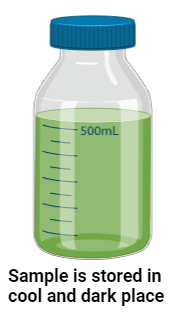 500mL
Sample is stored in
cool and dark place